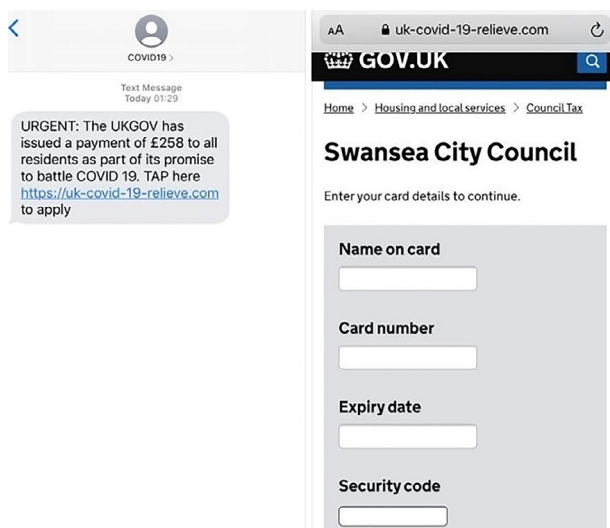 COVID19 >
Text Message
Today 01:29
URGENT: The UKGOV has
issued a payment of £258 to all
residents as part of its promise
to battle COVID 19. TAP here
https://uk-covid-19-relieve.com
to apply
AA uk-covid-19-relieve.com
GOV.UK
Home > Housing and local services > Council Tax
Swansea City Council
Enter your card details to continue.
Name on card
Card number
Expiry date
Security code